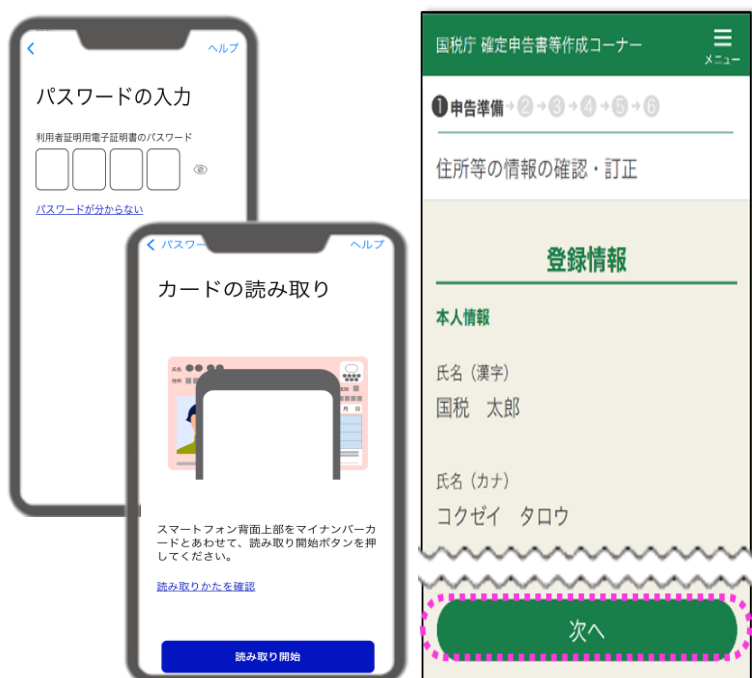 ヘルプ
パスワードの入力
利用者証明用電子証明書のパスワード
パスワードが分からない
パスワー
ヘルプ
カードの読み取り
氏名
住所
月 日
スマートフォン背面上部をマイナンバーカ
ードとあわせて、読み取り開始ボタンを押
してください。
読み取りかたを確認
読み取り開始
国税庁 確定申告書等作成コーナー
メニュー
1 申告準備→2→3→4→5→6
住所等の情報の確認・訂正
登録情報
本人情報
氏名（漢字）
国税　太郎
氏名（カナ）
コクゼイ　タロウ
次へ